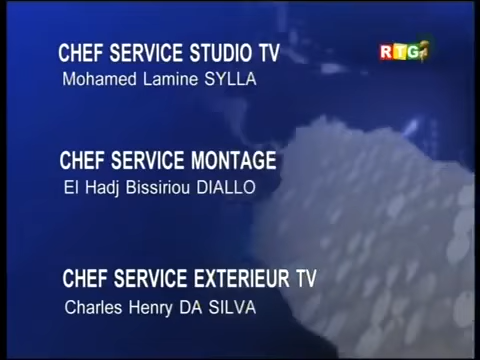 CHEF SERVICE STUDIO TV
RTG
Mohamed Lamine SYLLA
CHEF SERVICE MONTAGE
El Hadj Bissiriou DIALLO
CHEF SERVICE EXTERIEUR TV
Charles Henry DA SILVA